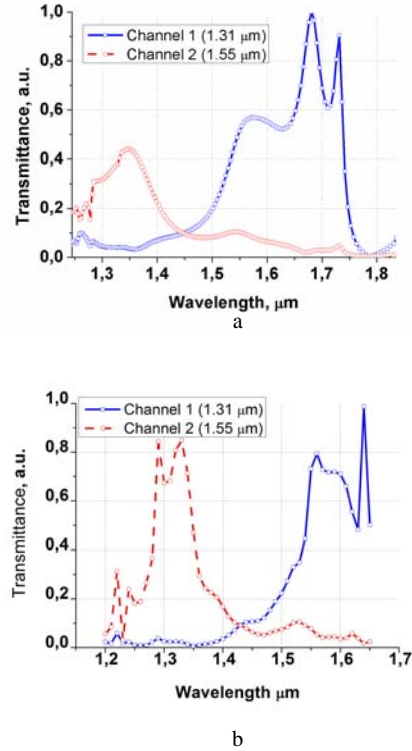 1,0
0,8
0,6
0,4
0,2
0,0
Transmittance, a.u.
Channel 1 (1.31 μm)
Channel 2 (1.55 μm)
1,3 1,4 1,5 1,6 1,7 1,8
Wavelength, μm
a
1,0
0,8
0,6
0,4
0,2
0,0
Transmittance, a.u.
Channel 1 (1.31 μm)
Channel 2 (1.55 μm)
1,2 1,3 1,4 1,5 1,6 1,7
Wavelength μm
b